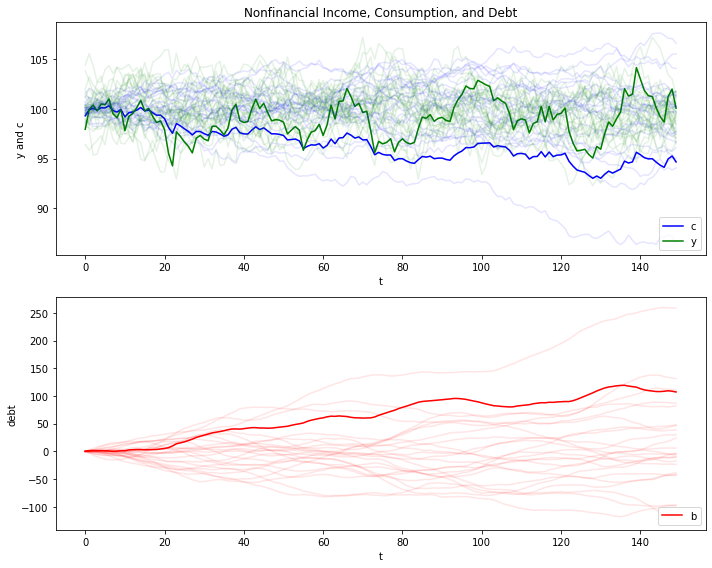 Nonfinancial Income, Consumption, and Debt
105
100
95
90
y and c
c
y
0 20 40 60 80 100 120 140
t
250
200
150
100
50
0
−50
−100
debt
b
0 20 40 60 80 100 120 140
t